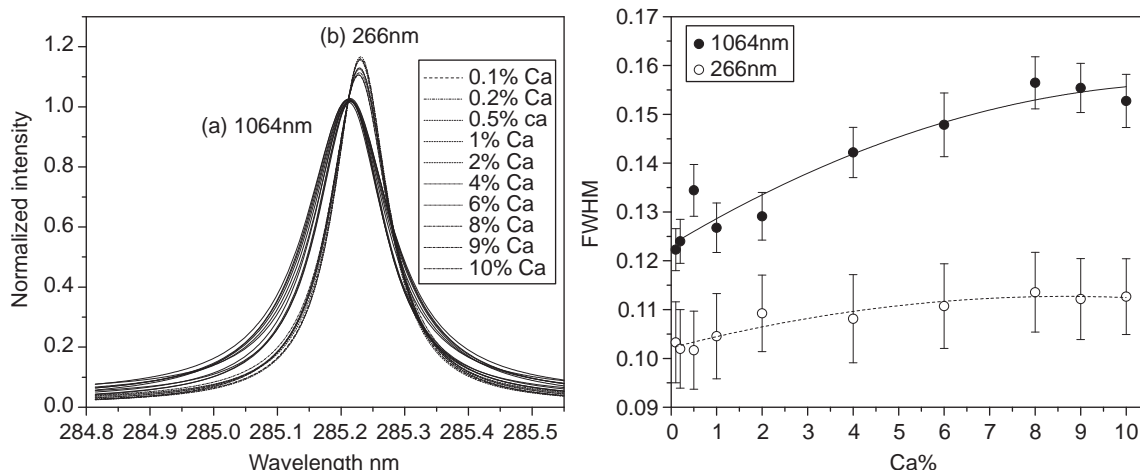 (b) 266nm
(a) 1064nm
1.2
1.0
0.8
0.6
0.4
0.2
0.0
Normalized intensity
0.1% Ca
0.2% Ca
0.5% ca
1% Ca
2% Ca
4% Ca
6% Ca
8% Ca
9% Ca
10% Ca
284.8 284.9 285.0 285.1 285.2 285.3 285.4 285.5
Wavelength nm
0.17
0.16
0.15
0.14
0.13
0.12
0.11
0.10
0.09
FWHM
1064nm
266nm
0 1 2 3 4 5 6 7 8 9 10
Ca%